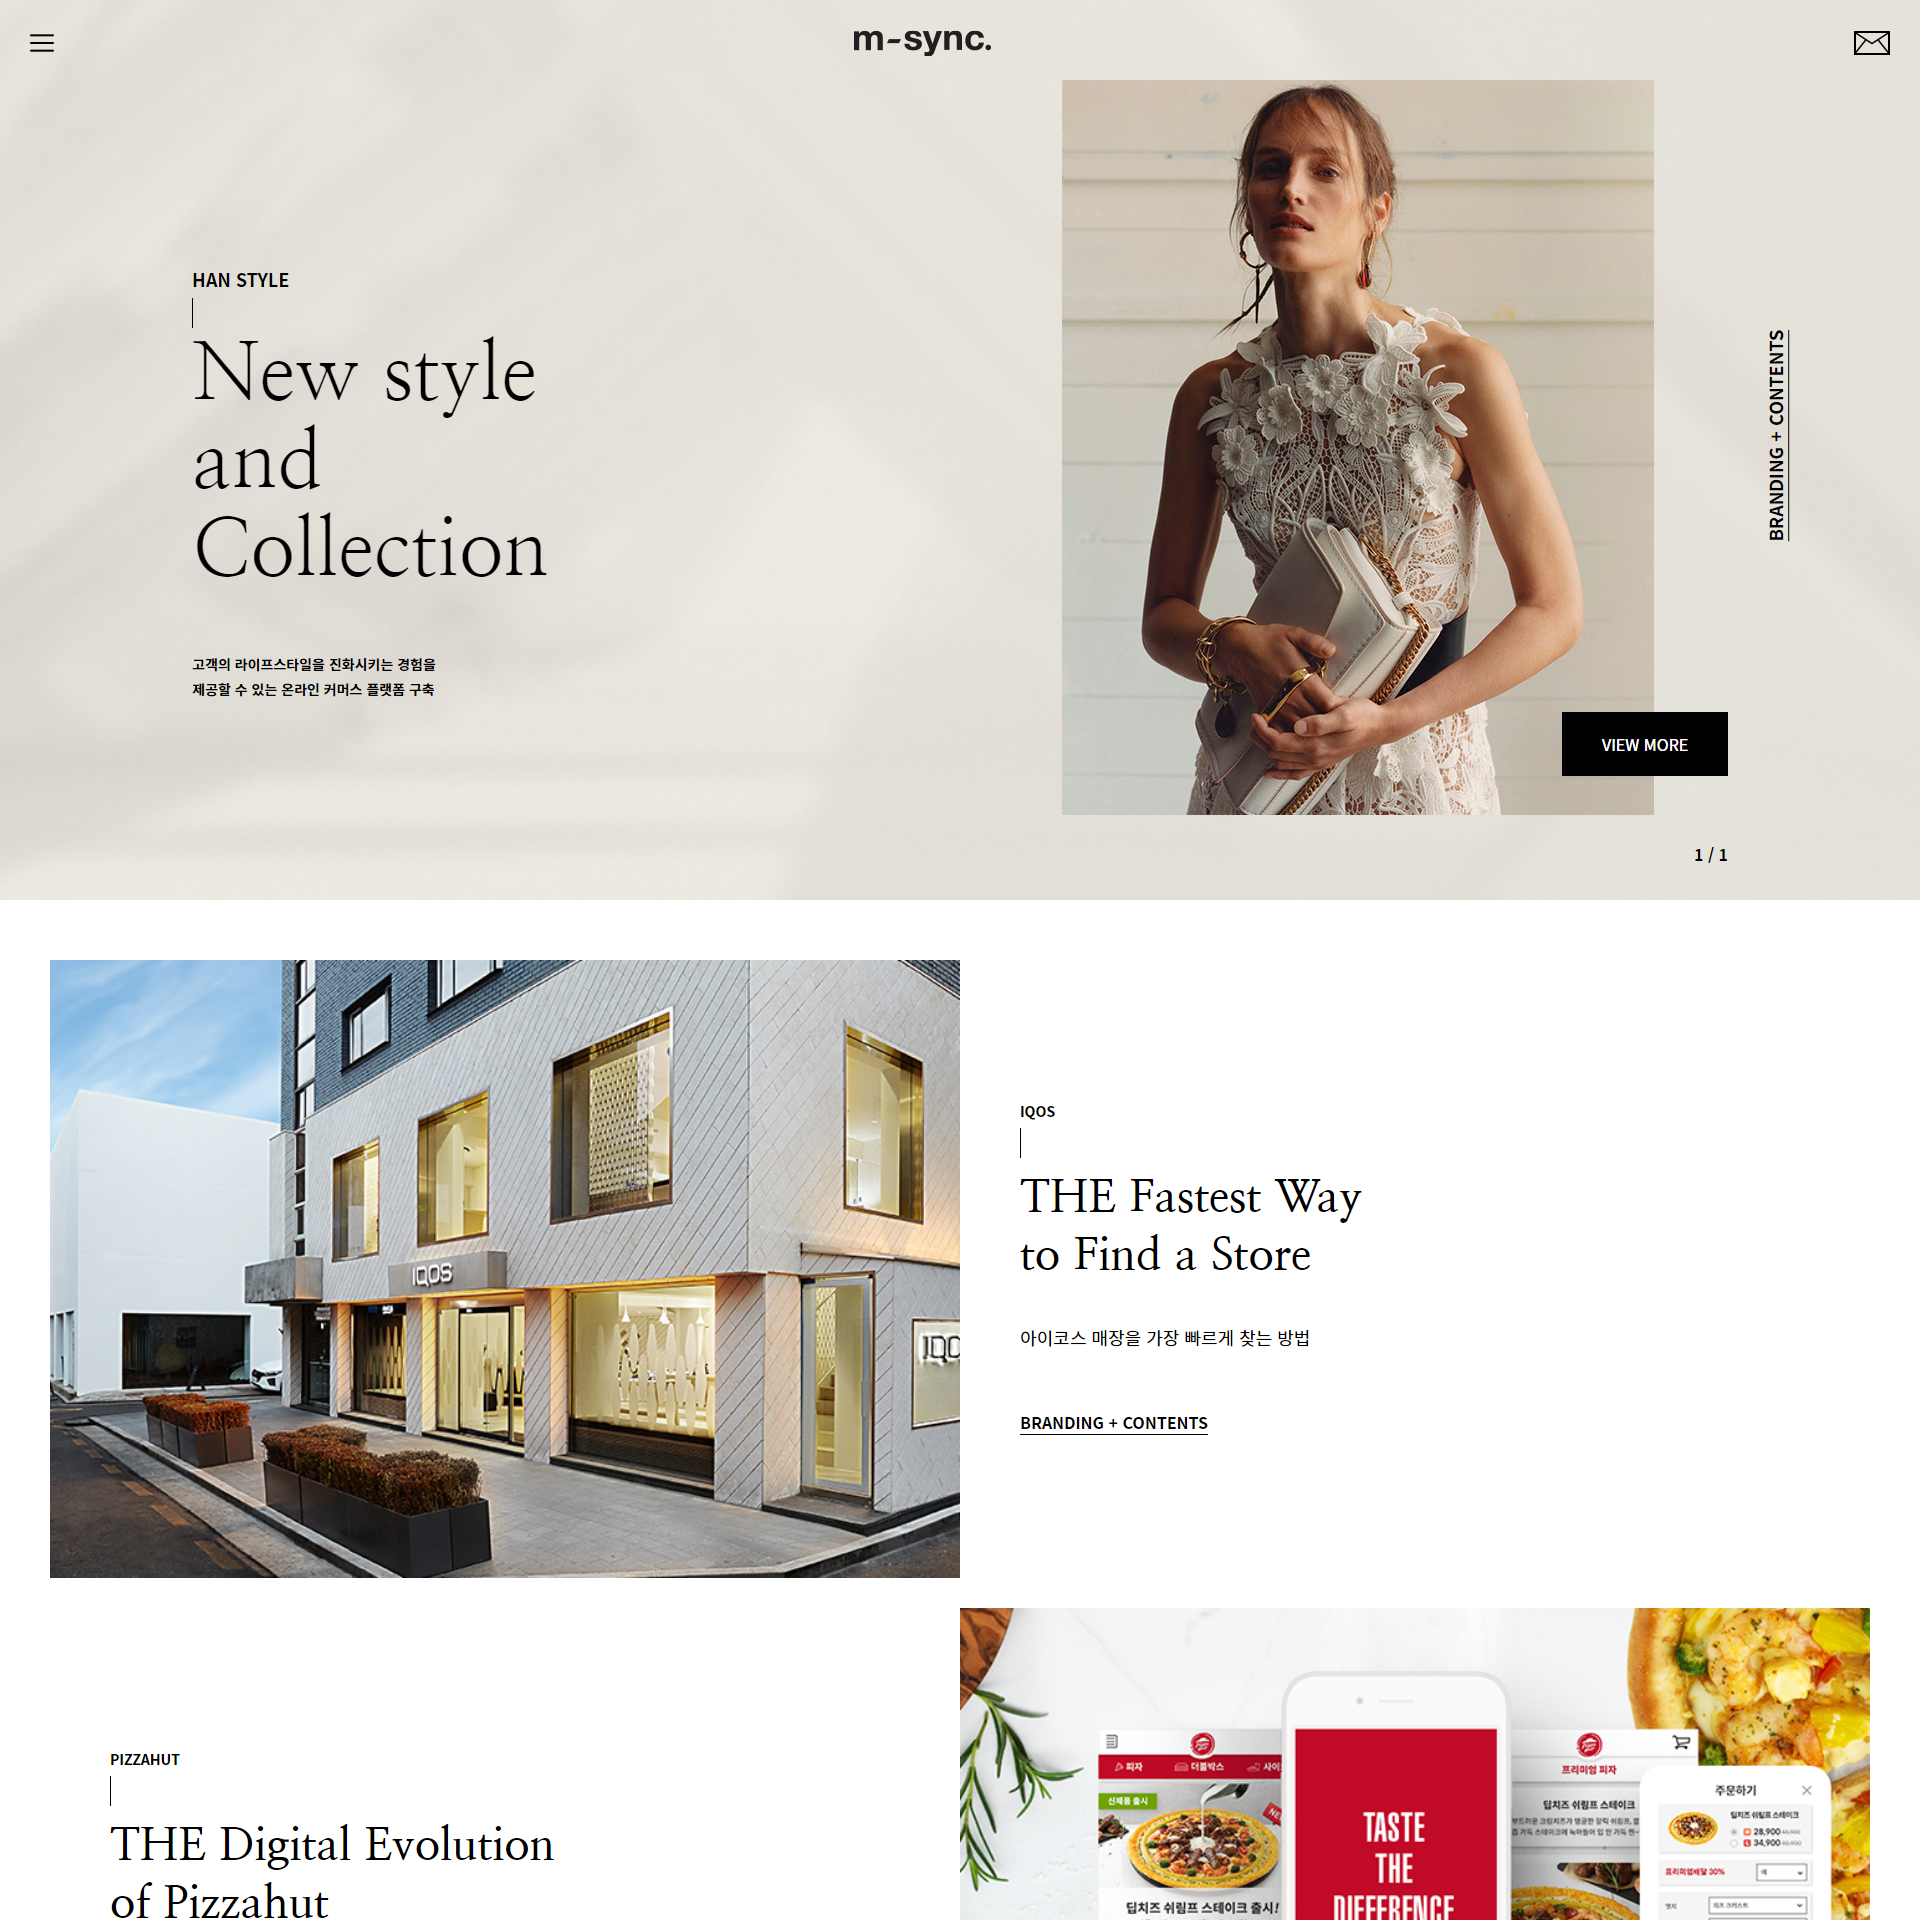 m-sync.
HAN STYLE
New style
and
Collection
고객의 라이프스타일을 진화시키는 경험을
제공할 수 있는 온라인 커머스 플랫폼 구축
BRANDING + CONTENTS
VIEW MORE
1 / 1
IQOS
IQOS
THE Fastest Way
to Find a Store
아이코스 매장을 가장 빠르게 찾는 방법
BRANDING + CONTENTS
PIZZAHUT
THE Digital Evolution
of Pizzahut
피자
더블박스
신제품 출시
딥치즈 쉬림프 스테이크 출시!
TASTE
THE
DIFFERENCE
프리미엄 피자
딥치즈 쉬림프 스테이크
주문하기
딥치즈 쉬림프 스테이크
28,900
34,900
프리미엄배달 30%